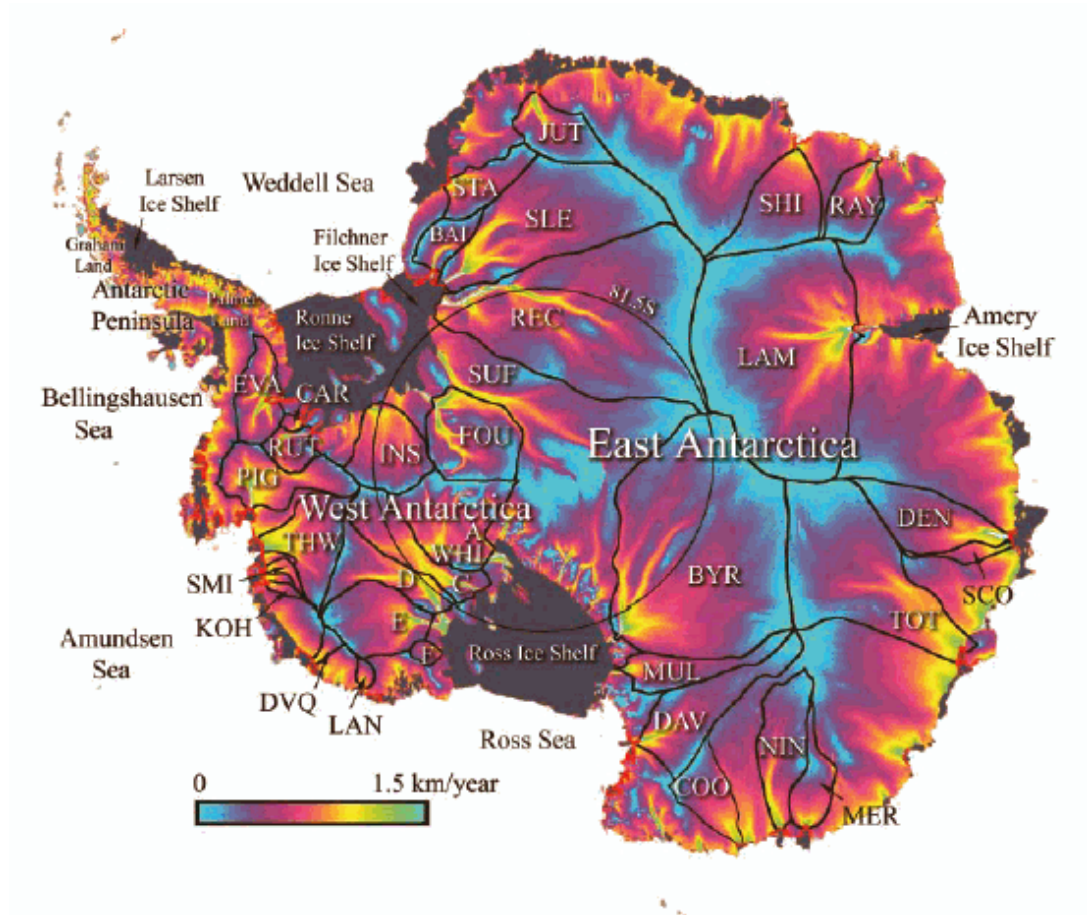 JUT
Larsen
Ice Shelf
Weddell Sea
STA
SHI
RAY
SLE
BAI
Graham
Land
Filchner
Ice Shelf
Antarctic
Peninsula
Palmer
Land
81.5S
Ronne
Ice Shelf
REC
LAM
Amery
Ice Shelf
SUF
EVA
CAR
Bellingshausen
Sea
RUT
INS
FOU
East Antarctica
PIG
West Antarctica
DEN
THW
A
WHI
D
C
BYR
SMI
SCO
KOH
E
TOT
Amundsen
Sea
F
Ross Ice Shelf
MUL
DVQ
LAN
DAV
Ross Sea
NIN
COO
0
1.5 km/year
MER